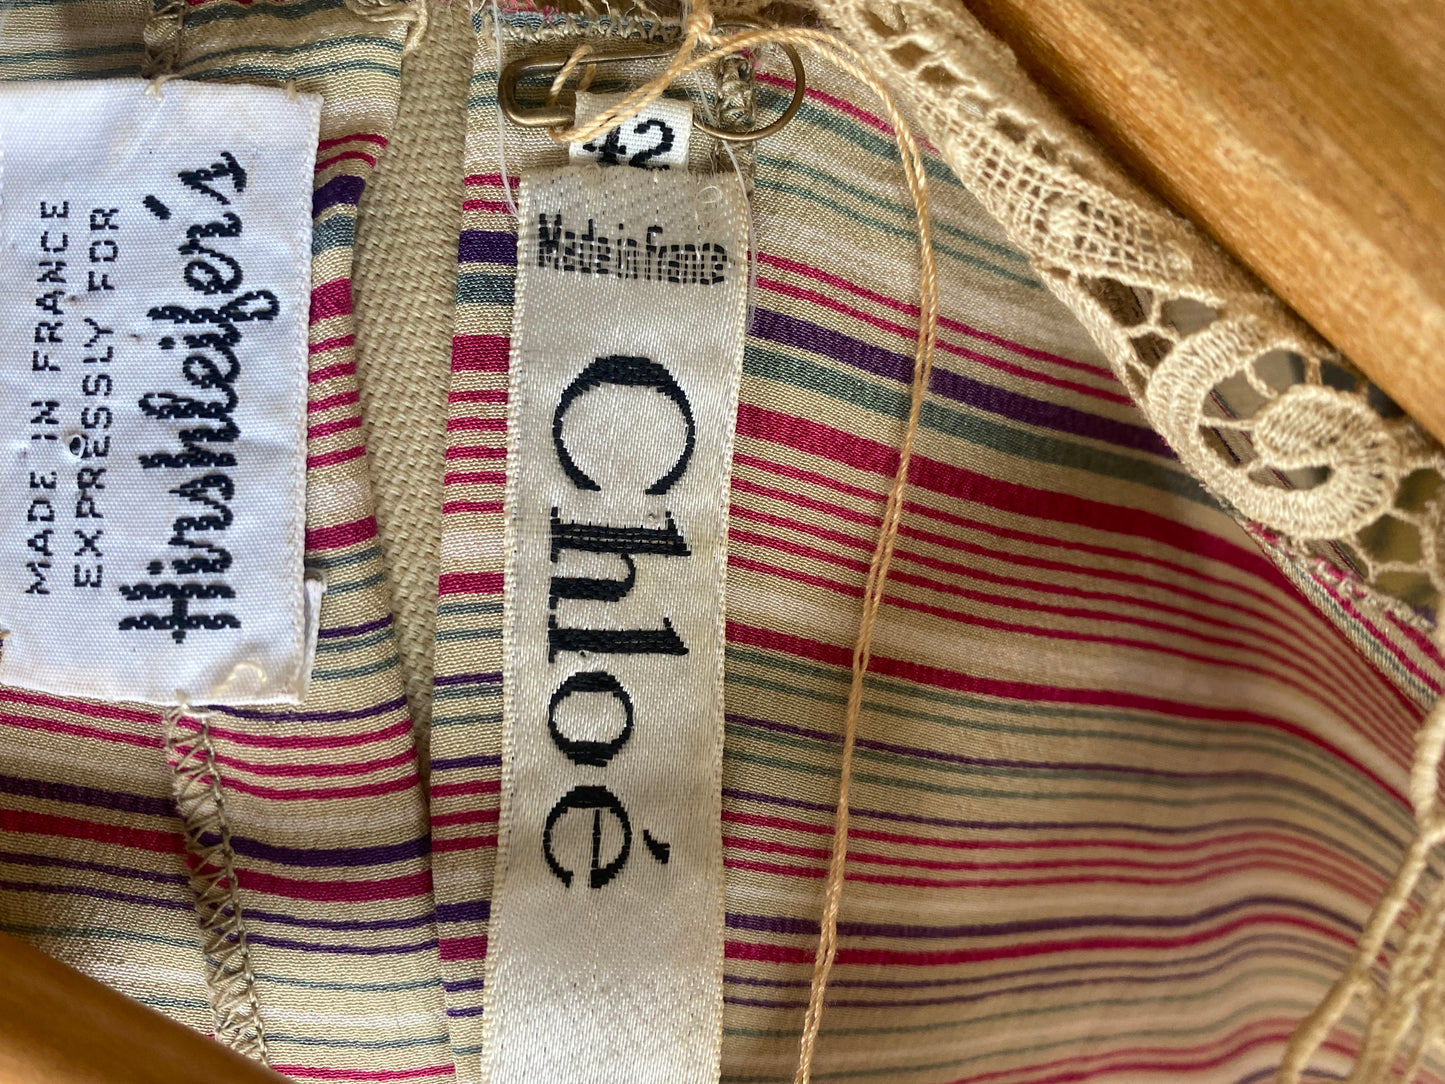 MADE IN FRANCE
EXPRESSLY FOR
Hirshleifer's
42
Made in France
Chloé